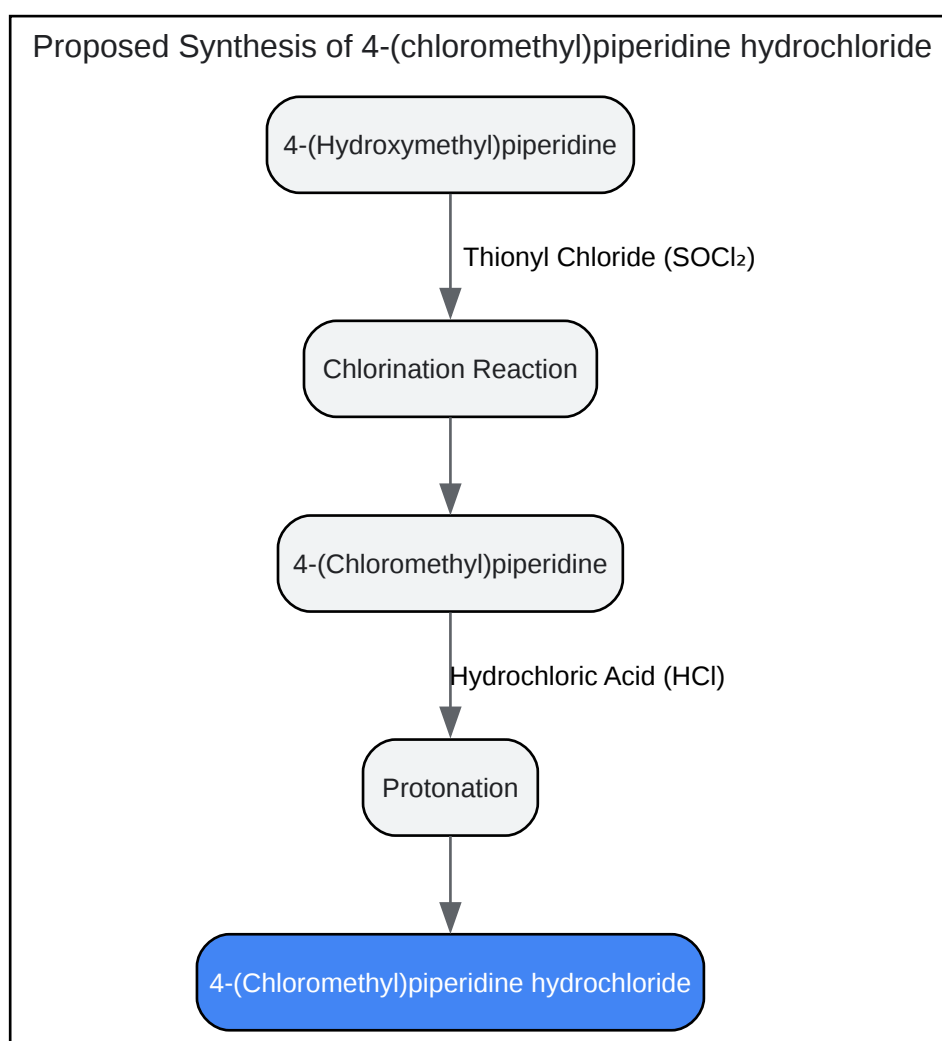 Proposed Synthesis of 4-(chloromethyl)piperidine hydrochloride
4-(Hydroxymethyl)piperidine
Thionyl Chloride (SOCl₂)
Chlorination Reaction
4-(Chloromethyl)piperidine
Hydrochloric Acid (HCl)
Protonation
4-(Chloromethyl)piperidine hydrochloride